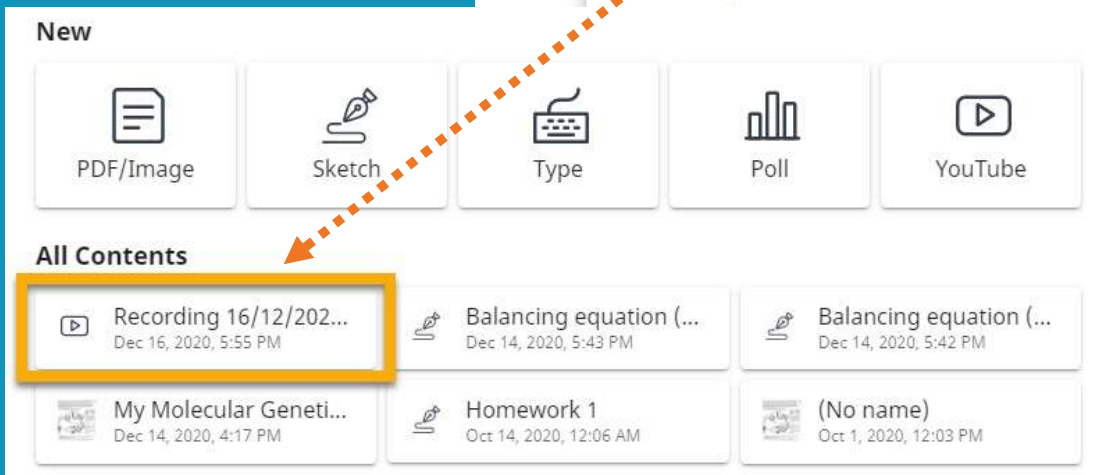 New
PDF/Image
Sketch
Type
Poll
YouTube
All Contents
Recording 16/12/202...
Dec 16, 2020, 5:55 PM
Balancing equation (...
Dec 14, 2020, 5:43 PM
Balancing equation (...
Dec 14, 2020, 5:42 PM
My Molecular Geneti...
Dec 14, 2020, 4:17 PM
Homework 1
Oct 14, 2020, 12:06 AM
(No name)
Oct 1, 2020, 12:03 PM